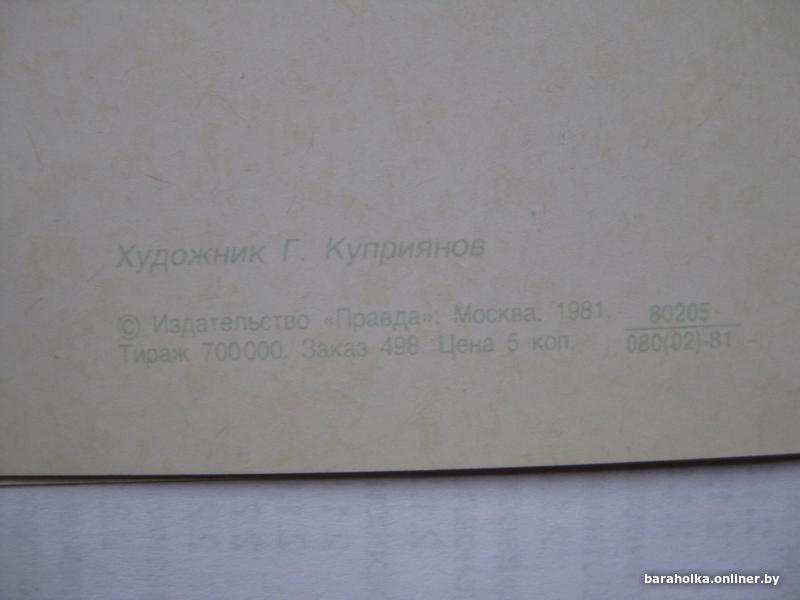 Художник Г. Куприянов
© Издательство «Правда». Москва. 1981. 80205
Тираж 700000. Заказ 498. Цена 5 коп. 080(02)-81
baraholka.onliner.by